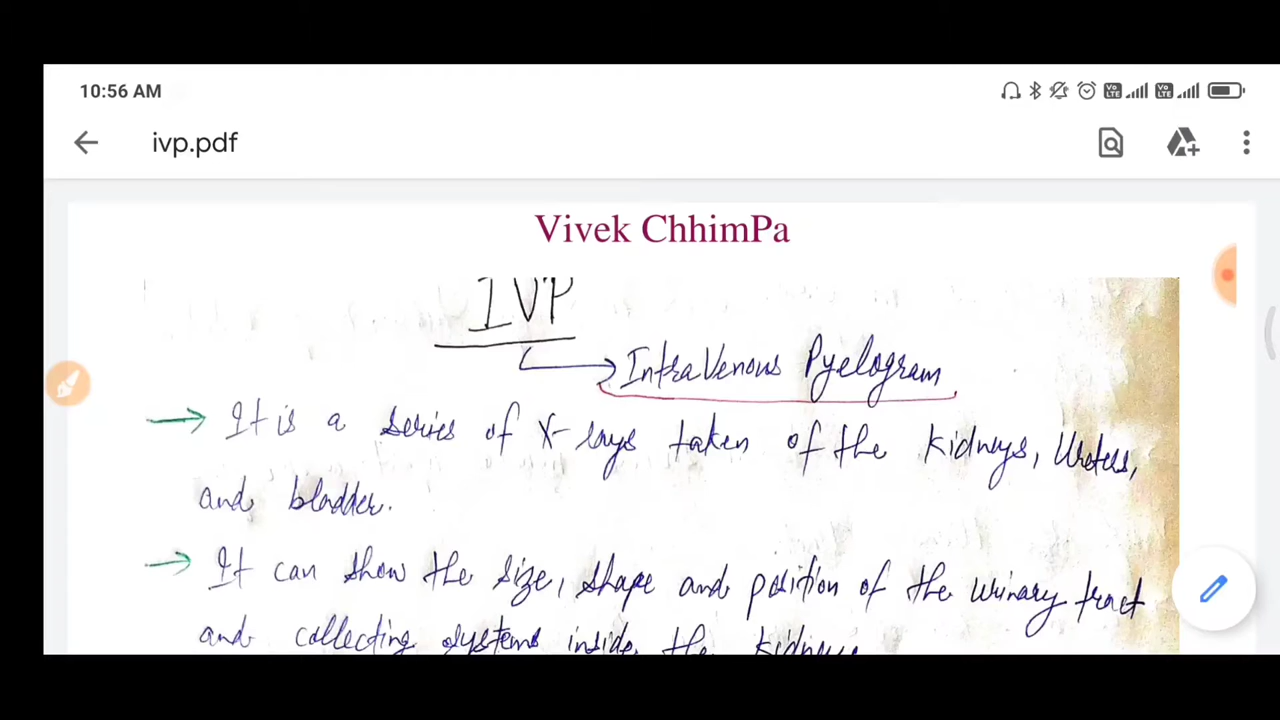 10:56 AM
ivp.pdf
Vivek ChhimPa
IVP
IntraVenous Pyelogram
It is a series of X-rays taken of the kidneys, Ureters,
and bladder.
It can show the size, shape and position of the urinary tract
and collecting systems inside the kidneys